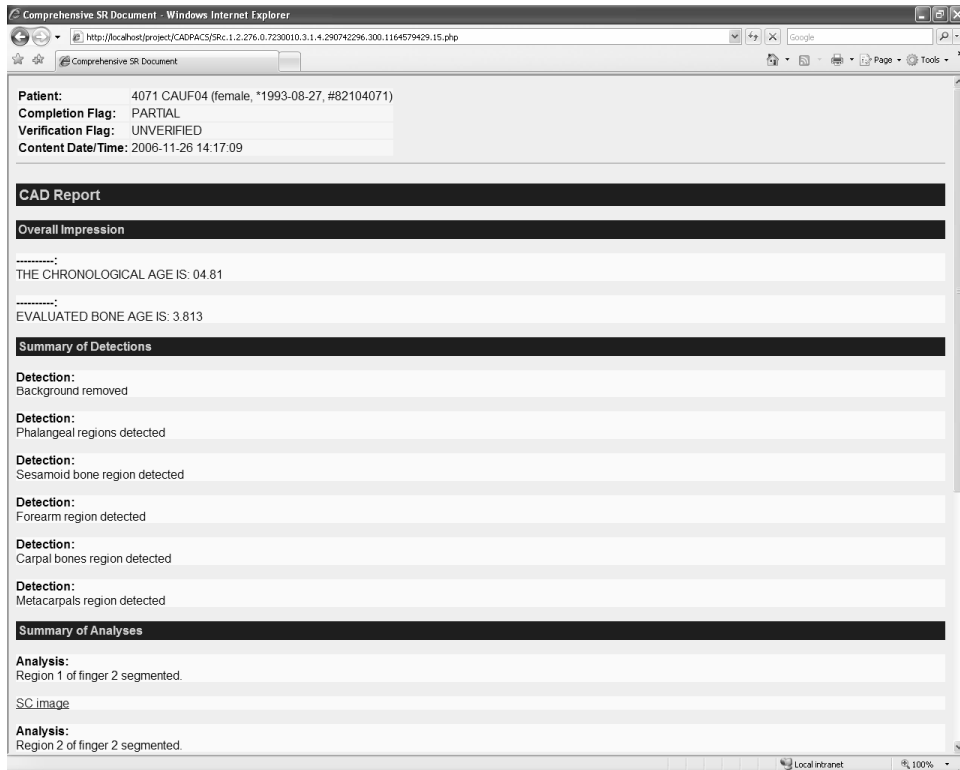 Comprehensive SR Document - Windows Internet Explorer
http://localhost/project/CADPACS/SRc.1.2.276.0.7230010.3.1.4.290742296.300.1164579429.15.php
Google
Comprehensive SR Document
Page
Tools
Patient: 4071 CAUF04 (female, *1993-08-27, #82104071)
Completion Flag: PARTIAL
Verification Flag: UNVERIFIED
Content Date/Time: 2006-11-26 14:17:09
CAD Report
Overall Impression
----------:
THE CHRONOLOGICAL AGE IS: 04.81
----------:
EVALUATED BONE AGE IS: 3.813
Summary of Detections
Detection:
Background removed
Detection:
Phalangeal regions detected
Detection:
Sesamoid bone region detected
Detection:
Forearm region detected
Detection:
Carpal bones region detected
Detection:
Metacarpals region detected
Summary of Analyses
Analysis:
Region 1 of finger 2 segmented.
SC image
Analysis:
Region 2 of finger 2 segmented.
Local intranet
100%